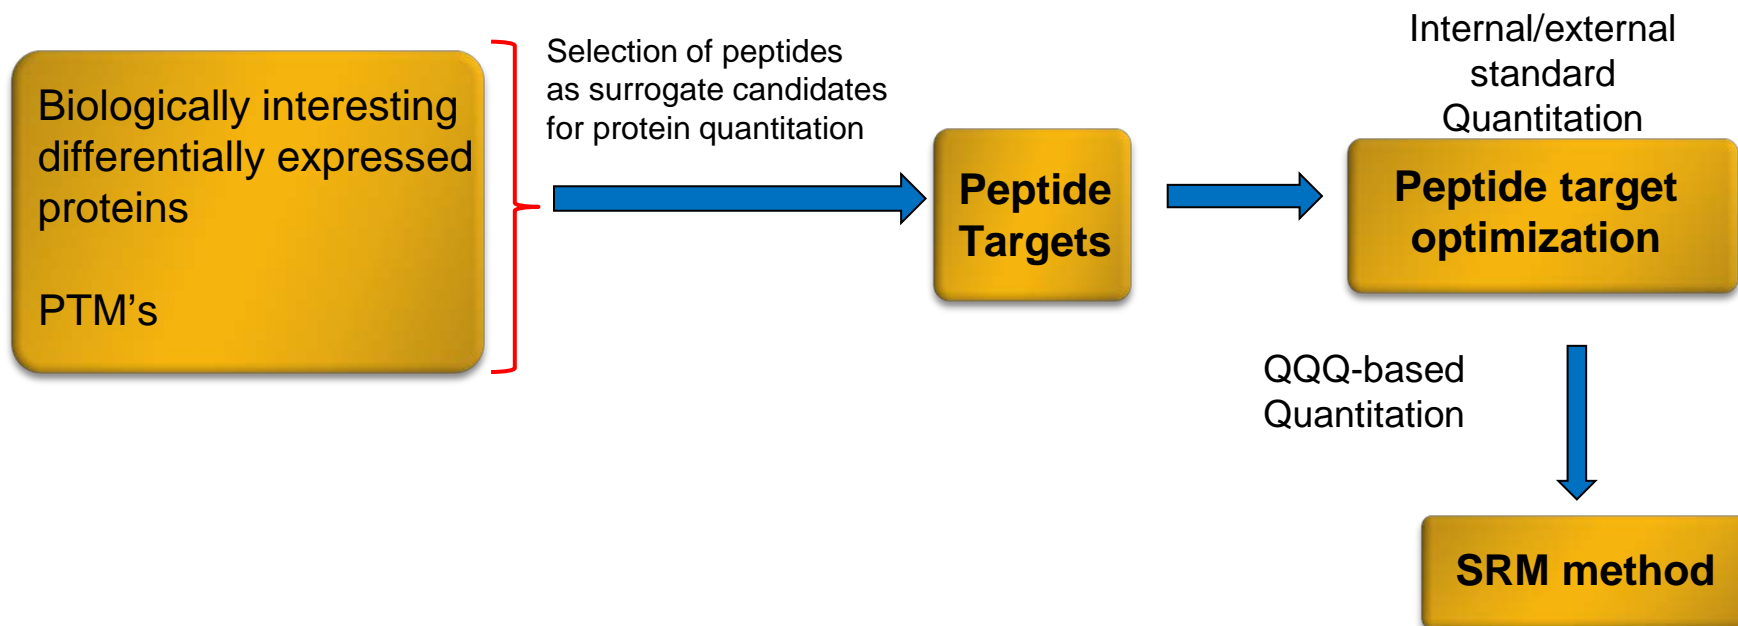 Biologically interesting
differentially expressed
proteins
PTM's
Selection of peptides
as surrogate candidates
for protein quantitation
Peptide
Targets
Internal/external
standard
Quantitation
Peptide target
optimization
QQQ-based
Quantitation
SRM method